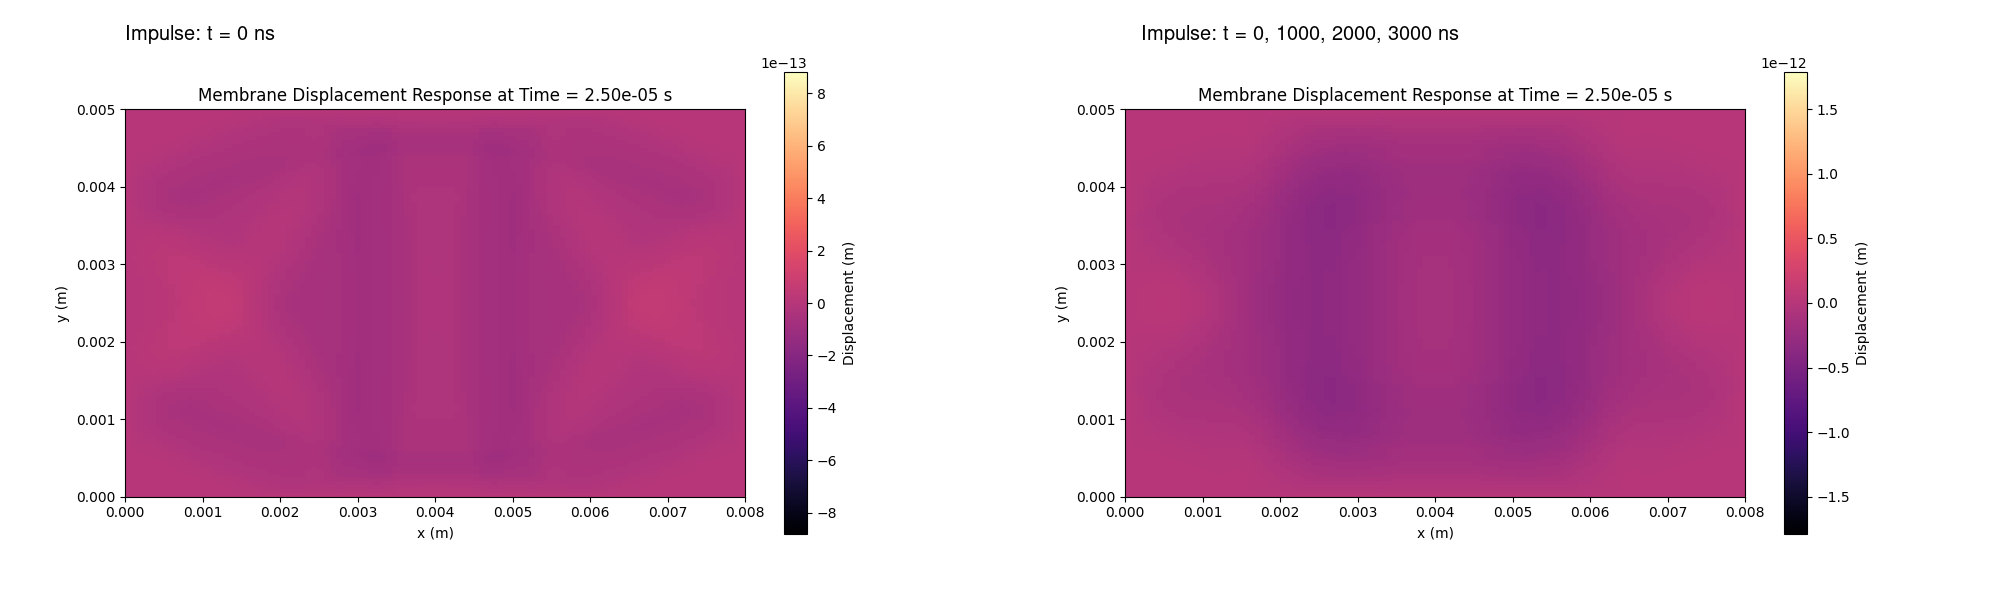 Impulse: t = 0 ns
1e−13
Membrane Displacement Response at Time = 2.50e-05 s
0.005
0.004
0.003
0.002
0.001
0.000
y (m)
0.000 0.001 0.002 0.003 0.004 0.005 0.006 0.007 0.008
x (m)
8
6
4
2
0
−2
−4
−6
−8
Displacement (m)
Impulse: t = 0, 1000, 2000, 3000 ns
1e−12
Membrane Displacement Response at Time = 2.50e-05 s
0.005
0.004
0.003
0.002
0.001
0.000
y (m)
0.000 0.001 0.002 0.003 0.004 0.005 0.006 0.007 0.008
x (m)
1.5
1.0
0.5
0.0
−0.5
−1.0
−1.5
Displacement (m)